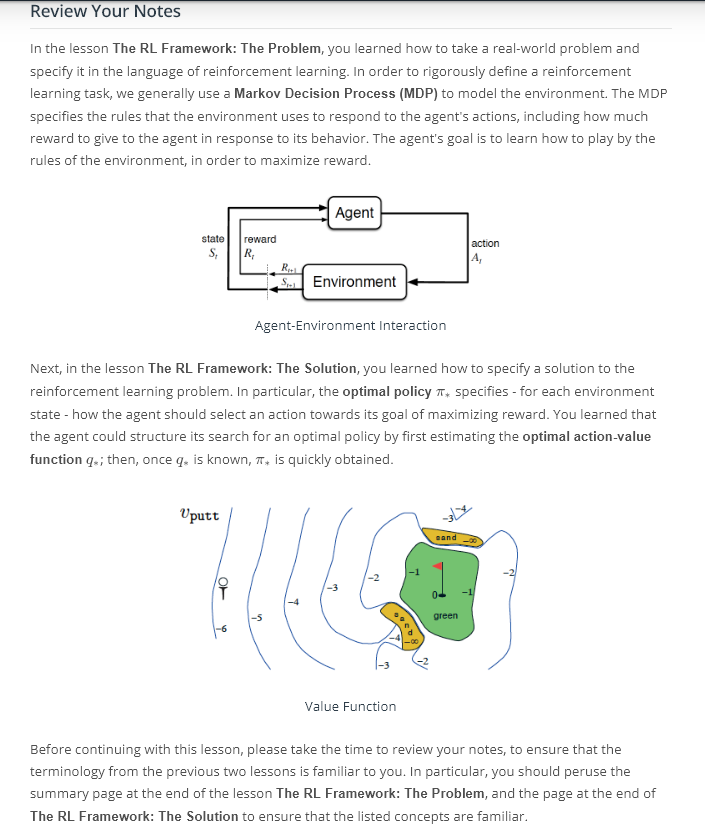 Review Your Notes
In the lesson The RL Framework: The Problem, you learned how to take a real-world problem and
specify it in the language of reinforcement learning. In order to rigorously define a reinforcement
learning task, we generally use a Markov Decision Process (MDP) to model the environment. The MDP
specifies the rules that the environment uses to respond to the agent's actions, including how much
reward to give to the agent in response to its behavior. The agent's goal is to learn how to play by the
rules of the environment, in order to maximize reward.
Agent
state
Sₜ
reward
Rₜ
action
Aₜ
Rₜ₊₁
Sₜ₊₁
Environment
Agent-Environment Interaction
Next, in the lesson The RL Framework: The Solution, you learned how to specify a solution to the
reinforcement learning problem. In particular, the optimal policy π* specifies - for each environment
state - how the agent should select an action towards its goal of maximizing reward. You learned that
the agent could structure its search for an optimal policy by first estimating the optimal action-value
function q*; then, once q* is known, π* is quickly obtained.
vputt
−3
−4
sand
−∞
−1
−2
−2
−3
0
−1
−4
green
−5
sand
−6
−4
−∞
−3
−2
Value Function
Before continuing with this lesson, please take the time to review your notes, to ensure that the
terminology from the previous two lessons is familiar to you. In particular, you should peruse the
summary page at the end of the lesson The RL Framework: The Problem, and the page at the end of
The RL Framework: The Solution to ensure that the listed concepts are familiar.